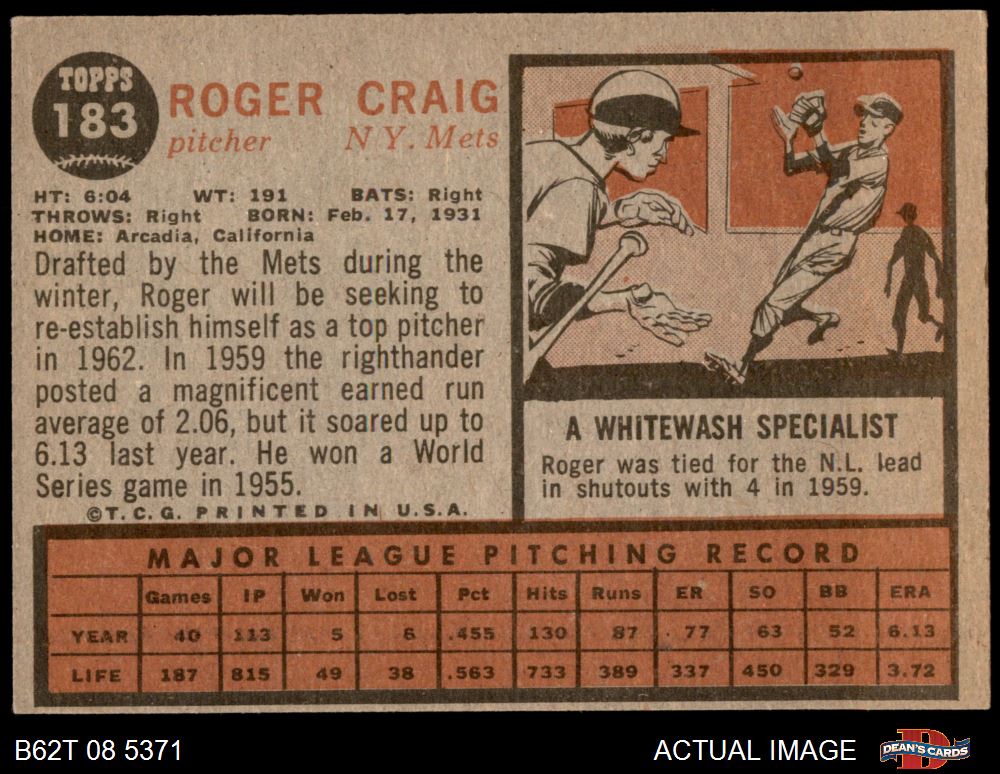 TOPPS
183
ROGER CRAIG
pitcher N Y. Mets
HT: 6:04 WT: 191 BATS: Right
THROWS: Right BORN: Feb. 17, 1931
HOME: Arcadia, California
Drafted by the Mets during the
winter, Roger will be seeking to
re-establish himself as a top pitcher
in 1962. In 1959 the righthander
posted a magnificent earned run
average of 2.06, but it soared up to
6.13 last year. He won a World
Series game in 1955.
©T.C.G. PRINTED IN U.S.A.
A WHITEWASH SPECIALIST
Roger was tied for the N.L. lead
in shutouts with 4 in 1959.
MAJOR LEAGUE PITCHING RECORD
Games IP Won Lost Pct Hits Runs ER SO BB ERA
YEAR 40 113 5 6 .455 130 87 77 63 52 6.13
LIFE 187 815 49 38 .563 733 389 337 450 329 3.72
B62T 08 5371 ACTUAL IMAGE DEAN'S CARDS